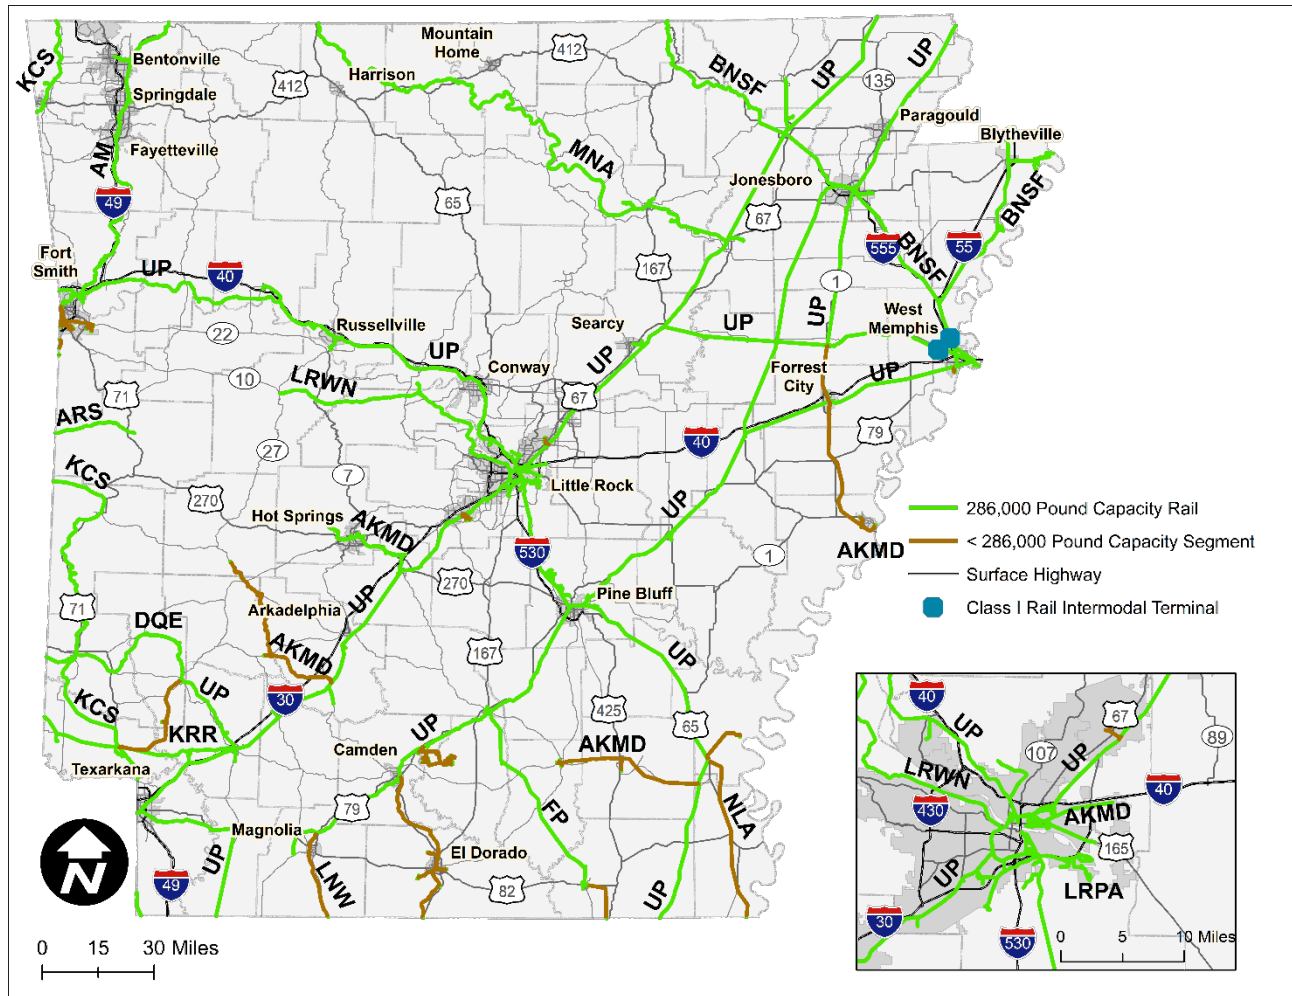 Mountain
Home
412
KCS
Bentonville
Harrison
412
BNSF
UP
UP
135
Springdale
Paragould
Blytheville
Fayetteville
AM
MNA
Jonesboro
BNSF
49
65
67
555
BNSF
55
Fort
Smith
UP
40
167
1
22
Russellville
Searcy
UP
UP
West
Memphis
UP
UP
Conway
Forrest
City
UP
10
LRWN
67
71
ARS
40
79
27
KCS
7
270
Little Rock
UP
Hot Springs
AKMD
530
1
AKMD
286,000 Pound Capacity Rail
< 286,000 Pound Capacity Segment
Surface Highway
Class I Rail Intermodal Terminal
270
71
Arkadelphia
UP
Pine Bluff
DQE
AKMD
167
UP
UP
30
KCS
KRR
425
65
UP
Camden
AKMD
Texarkana
79
FP
NLA
Magnolia
UP
LNW
El Dorado
82
UP
49
N
0 15 30 Miles
40
UP
67
107
UP
89
LRWN
40
430
AKMD
165
UP
LRPA
30
530
0 5 10 Miles